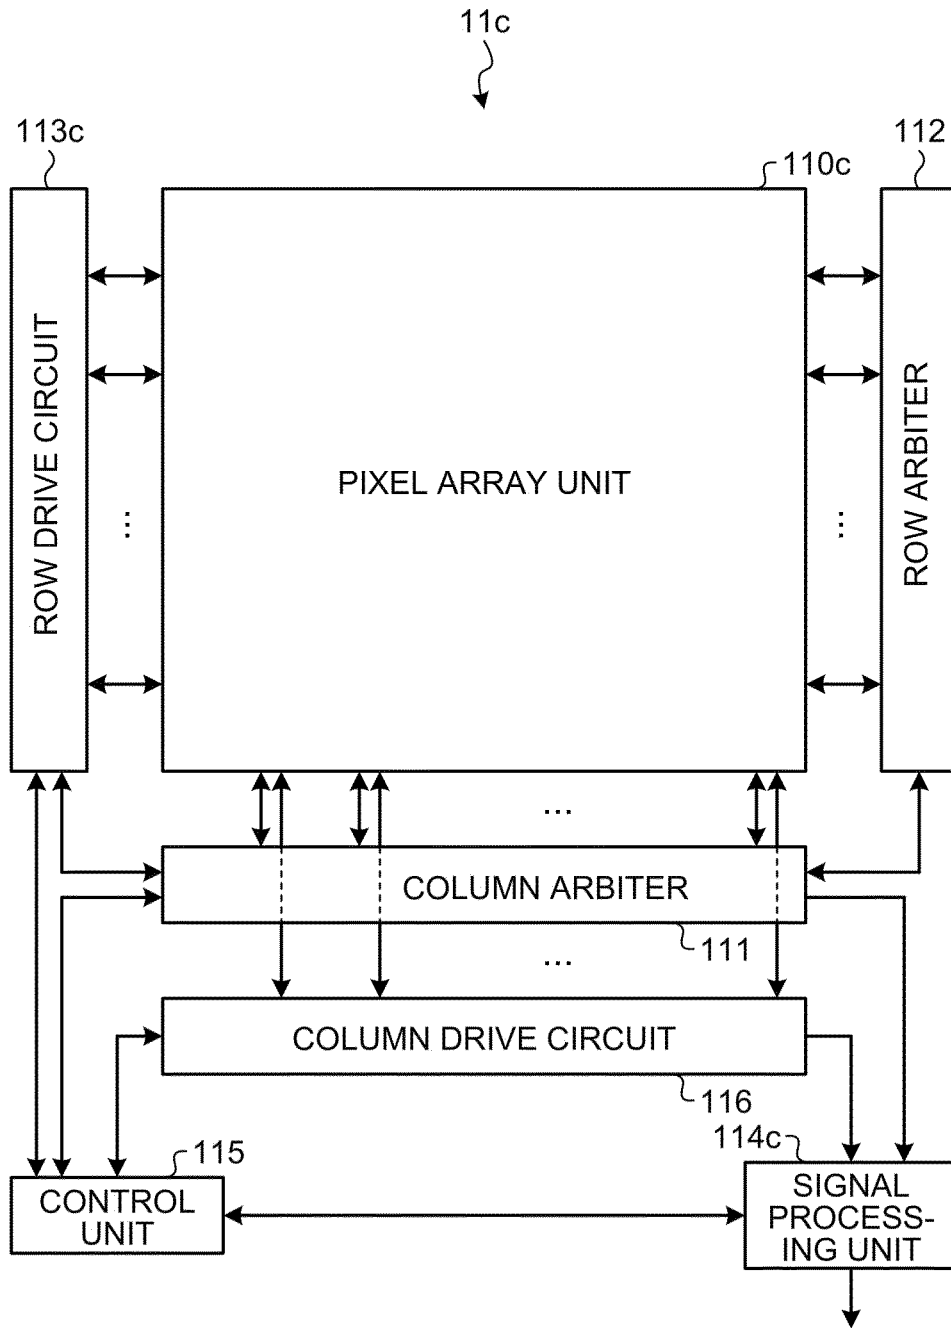 11c
113c
112
110c
ROW DRIVE CIRCUIT
PIXEL ARRAY UNIT
ROW ARBITER
...
...
...
COLUMN ARBITER
111
...
COLUMN DRIVE CIRCUIT
116
115
114c
CONTROL
UNIT
SIGNAL
PROCESS-
ING UNIT